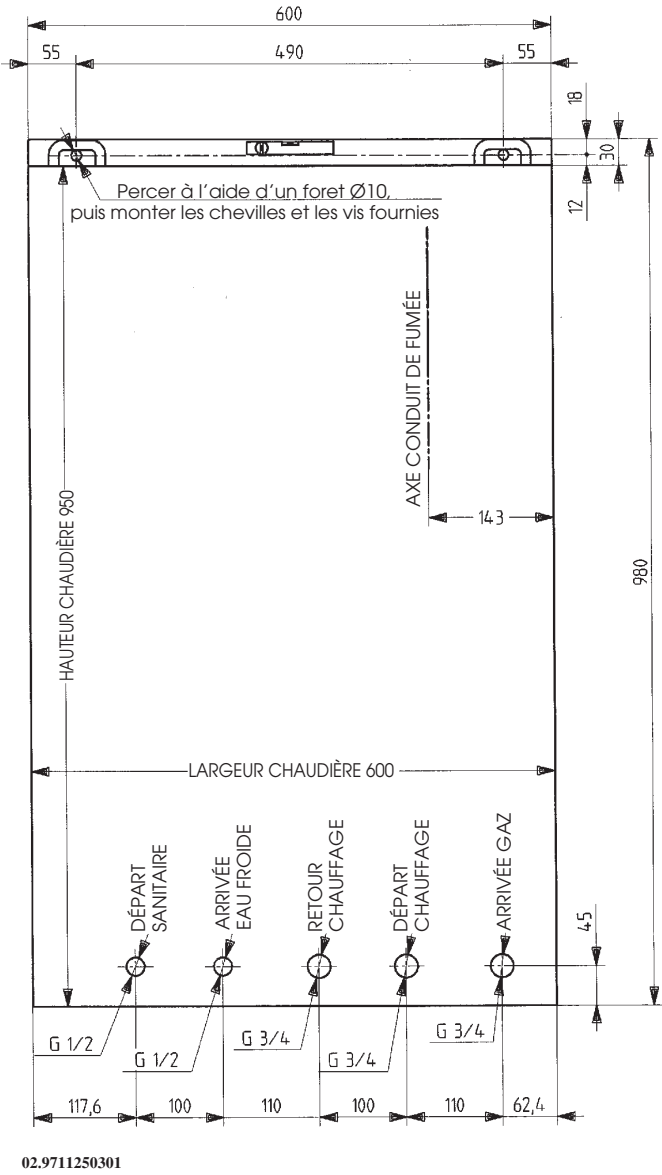 600
55
490
55
18
30
12
Percer à l'aide d'un foret Ø10,
puis monter les chevilles et les vis fournies
AXE CONDUIT DE FUMÉE
143
HAUTEUR CHAUDIÈRE 950
980
LARGEUR CHAUDIÈRE 600
DÉPART
SANITAIRE
ARRIVÉE
EAU FROIDE
RETOUR
CHAUFFAGE
DÉPART
CHAUFFAGE
ARRIVÉE GAZ
45
G 1/2
G 1/2
G 3/4
G 3/4
G 3/4
117,6
100
110
100
110
62,4
02.9711250301